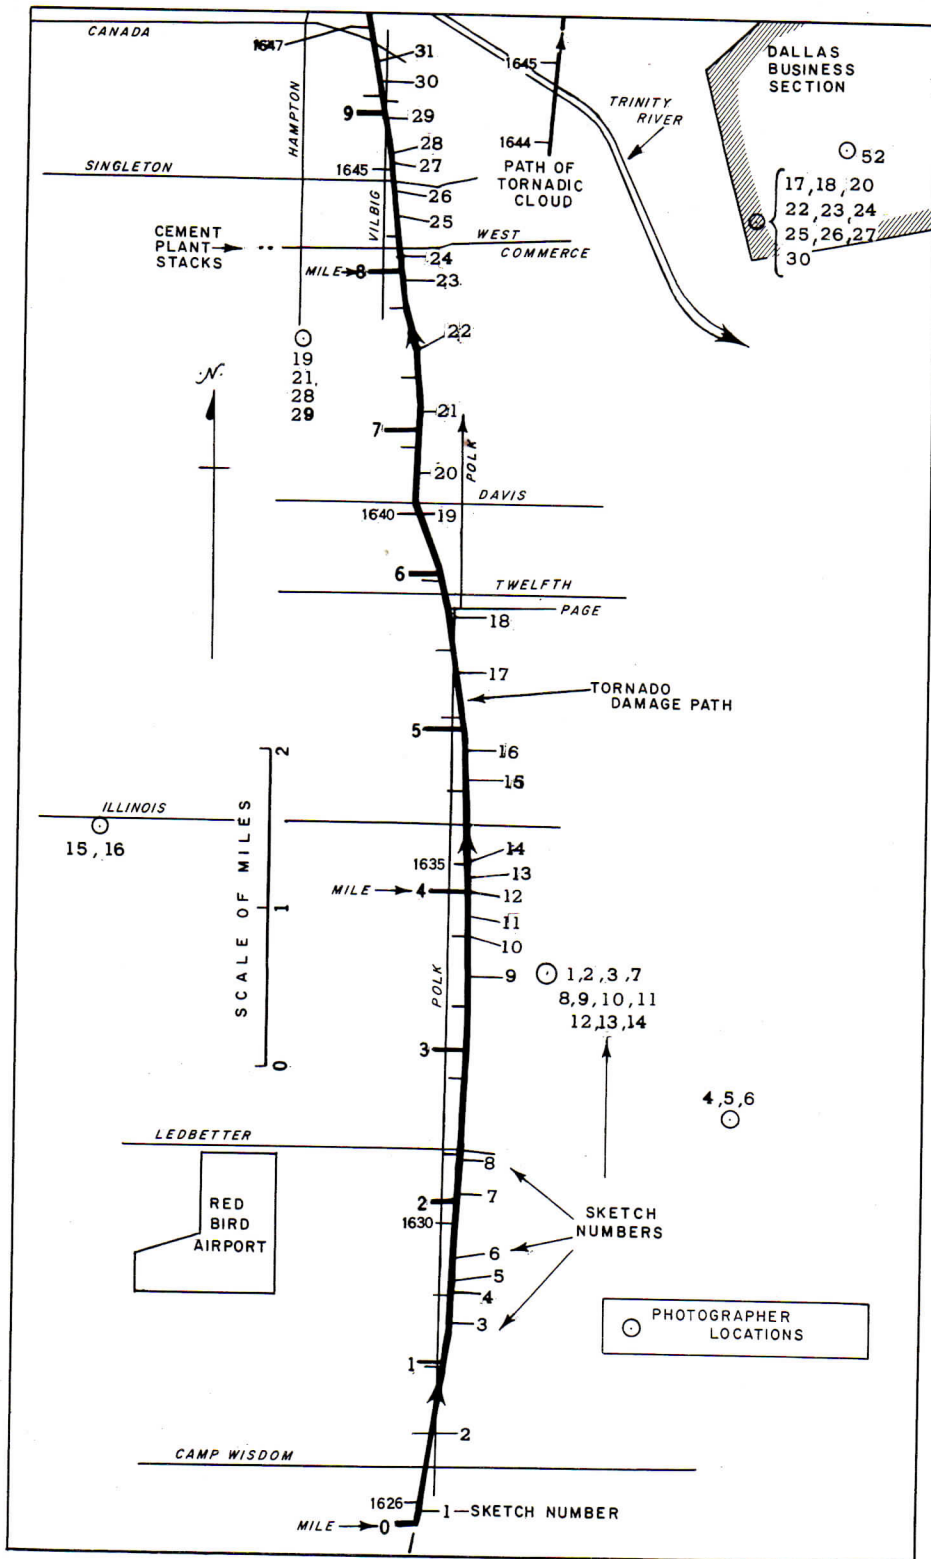 CANADA
1647
31
30
9
29
HAMPTON
28
27
1645
SINGLETON
26
25
VILBIG
WEST
COMMERCE
CEMENT
PLANT
STACKS
24
MILE 8
23
22
1645
1644
PATH OF
TORNADIC
CLOUD
TRINITY
RIVER
DALLAS
BUSINESS
SECTION
52
17,18,20
22,23,24
25,26,27
30
19
21,
28
29
N
21
7
POLK
20
DAVIS
1640
19
6
TWELFTH
PAGE
18
17
TORNADO
DAMAGE PATH
5
16
15
ILLINOIS
15,16
14
1635
13
MILE 4
12
11
10
9
SCALE OF MILES
2
1
0
POLK
1,2,3,7
8,9,10,11
12,13,14
3
4,5,6
LEDBETTER
8
7
2
RED
BIRD
AIRPORT
1630
SKETCH
NUMBERS
6
5
4
3
PHOTOGRAPHER
LOCATIONS
1
2
CAMP WISDOM
1626
1-SKETCH NUMBER
MILE 0